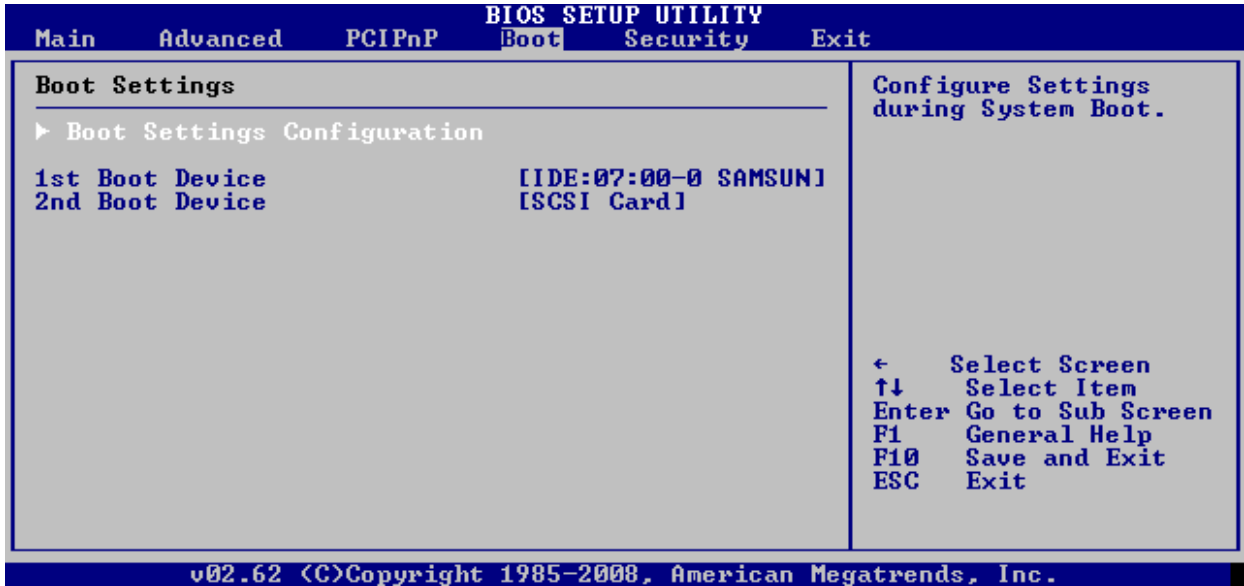 BIOS SETUP UTILITY
Main Advanced PCIPnP Boot Security Exit
Boot Settings
▶ Boot Settings Configuration
1st Boot Device [IDE:07:00-0 SAMSUN]
2nd Boot Device [SCSI Card]
Configure Settings
during System Boot.
← Select Screen
↑↓ Select Item
Enter Go to Sub Screen
F1 General Help
F10 Save and Exit
ESC Exit
v02.62 (C)Copyright 1985-2008, American Megatrends, Inc.